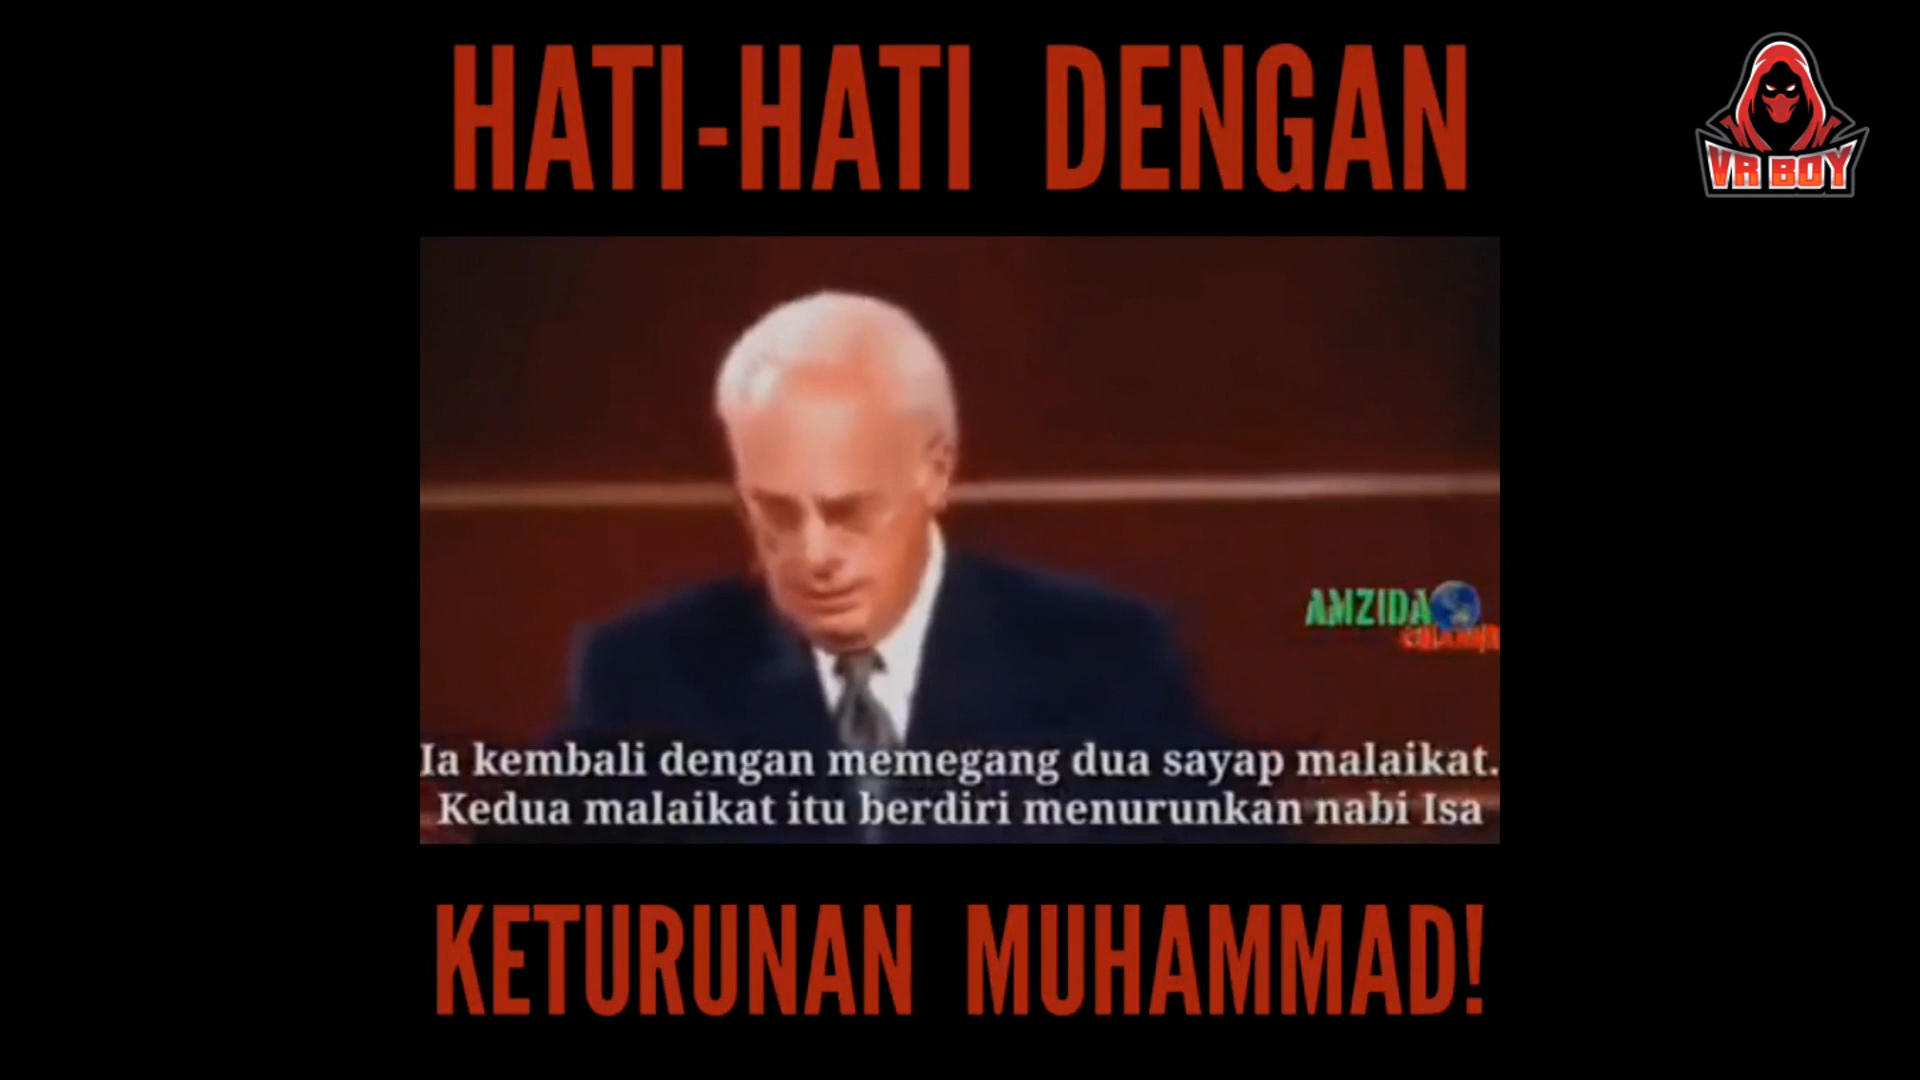 HATI-HATI DENGAN
VR BOY
AMZIDA
Ia kembali dengan memegang dua sayap malaikat.
Kedua malaikat itu berdiri menurunkan nabi Isa
KETURUNAN MUHAMMAD!